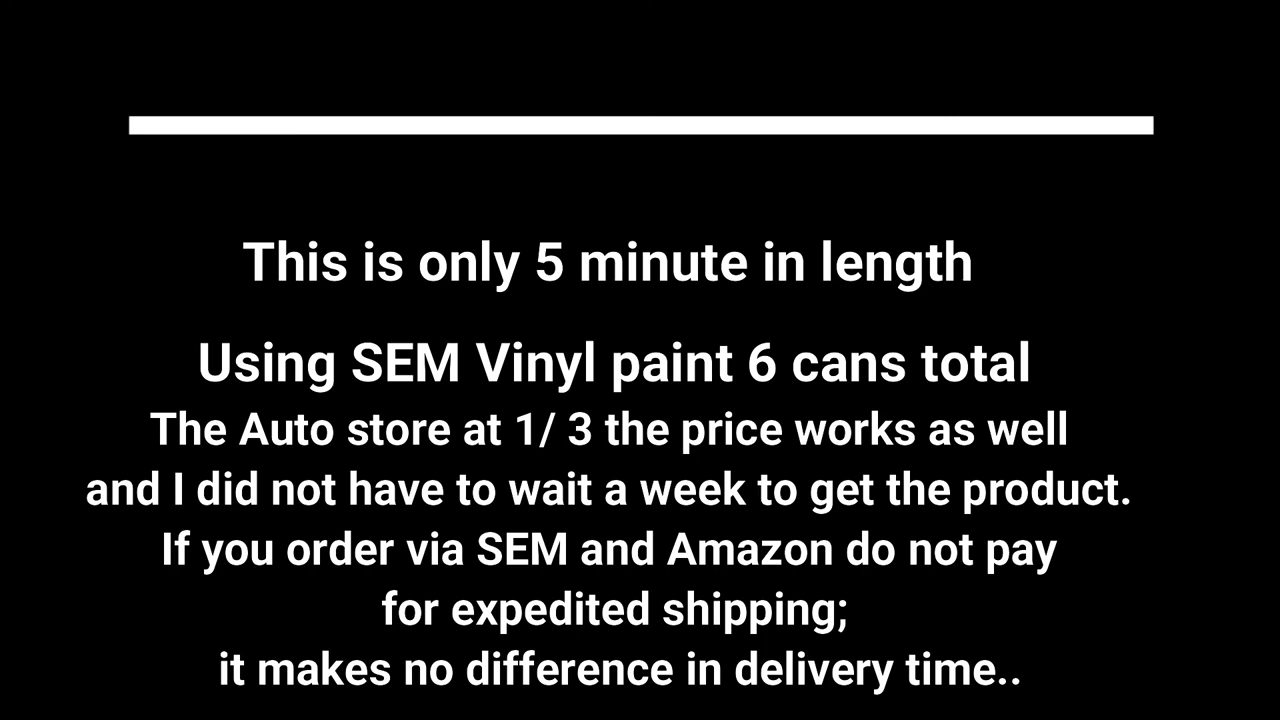 This is only 5 minute in length
Using SEM Vinyl paint 6 cans total
The Auto store at 1/ 3 the price works as well
and I did not have to wait a week to get the product.
If you order via SEM and Amazon do not pay
for expedited shipping;
it makes no difference in delivery time..